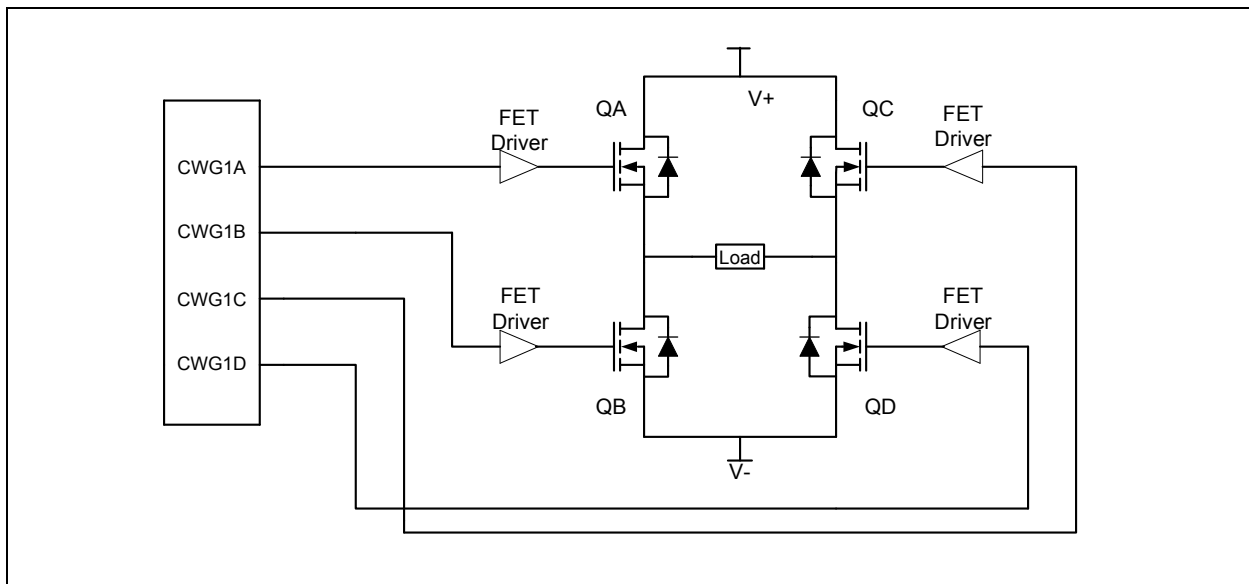 CWG1A
CWG1B
CWG1C
CWG1D
FET
Driver
QA
V+
QC
FET
Driver
Load
FET
Driver
QB
V-
QD
FET
Driver